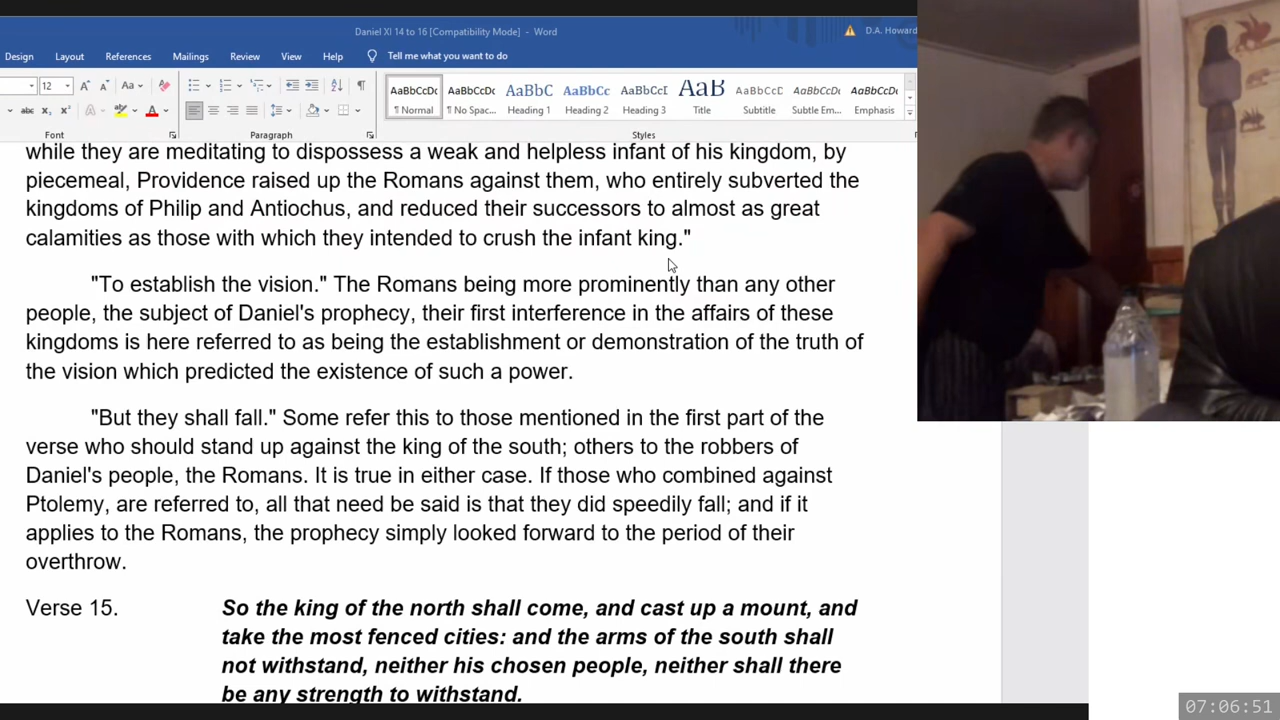 Daniel XI 14 to 16 [Compatibility Mode] - Word
D.A. Howard
Design Layout References Mailings Review View Help Tell me what you want to do
12 Aa
AaBbCcDc AaBbCcDc AaBbC AaBbCc AaBbCcD AaB AaBbCcD AaBbCcDc AaBbCcDc
¶ Normal ¶ No Spac... Heading 1 Heading 2 Heading 3 Title Subtitle Subtle Em... Emphasis
Font Paragraph Styles
while they are meditating to dispossess a weak and helpless infant of his kingdom, by
piecemeal, Providence raised up the Romans against them, who entirely subverted the
kingdoms of Philip and Antiochus, and reduced their successors to almost as great
calamities as those with which they intended to crush the infant king."
"To establish the vision." The Romans being more prominently than any other
people, the subject of Daniel's prophecy, their first interference in the affairs of these
kingdoms is here referred to as being the establishment or demonstration of the truth of
the vision which predicted the existence of such a power.
"But they shall fall." Some refer this to those mentioned in the first part of the
verse who should stand up against the king of the south; others to the robbers of
Daniel's people, the Romans. It is true in either case. If those who combined against
Ptolemy, are referred to, all that need be said is that they did speedily fall; and if it
applies to the Romans, the prophecy simply looked forward to the period of their
overthrow.
Verse 15. So the king of the north shall come, and cast up a mount, and
take the most fenced cities: and the arms of the south shall
not withstand, neither his chosen people, neither shall there
be any strength to withstand.
07:06:51